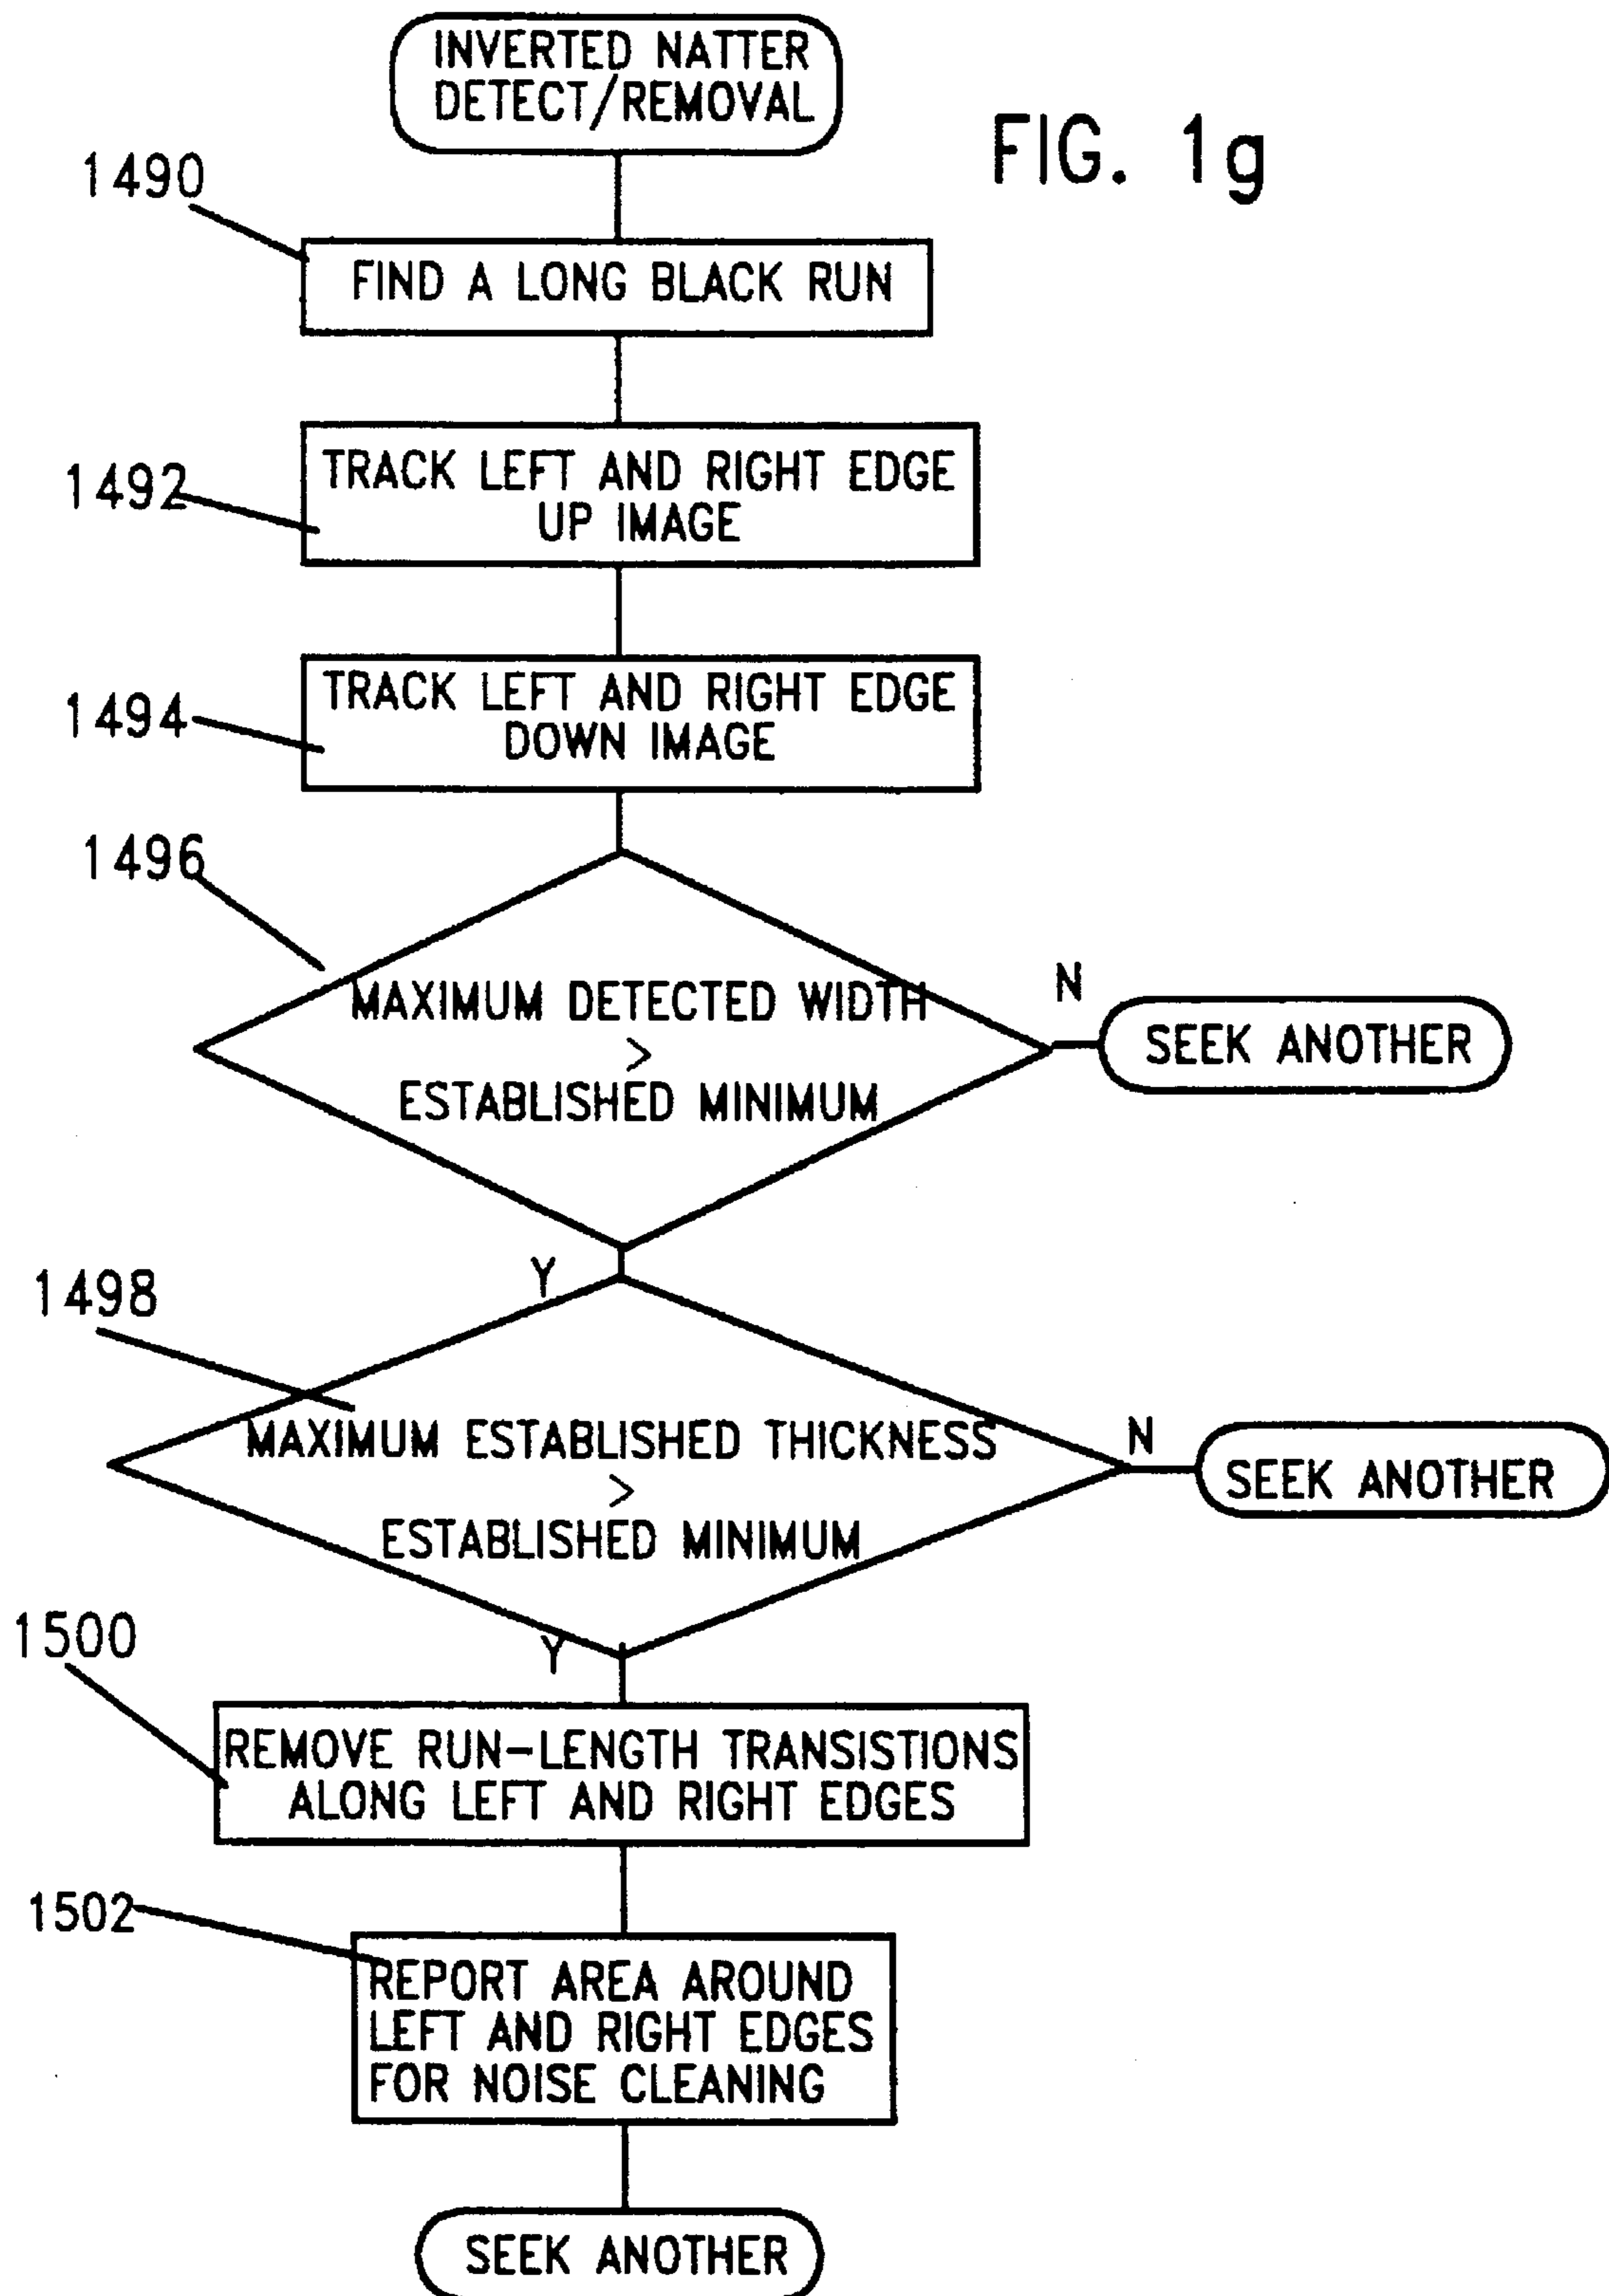 INVERTED NATTER
DETECT/REMOVAL
FIG. 1g
1490
FIND A LONG BLACK RUN
1492
TRACK LEFT AND RIGHT EDGE
UP IMAGE
1494
TRACK LEFT AND RIGHT EDGE
DOWN IMAGE
1496
MAXIMUM DETECTED WIDTH
>
ESTABLISHED MINIMUM
N
SEEK ANOTHER
Y
1498
MAXIMUM ESTABLISHED THICKNESS
>
ESTABLISHED MINIMUM
N
SEEK ANOTHER
Y
1500
REMOVE RUN-LENGTH TRANSISTIONS
ALONG LEFT AND RIGHT EDGES
1502
REPORT AREA AROUND
LEFT AND RIGHT EDGES
FOR NOISE CLEANING
SEEK ANOTHER